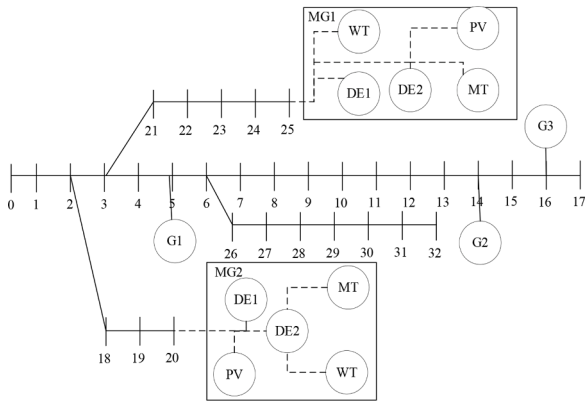 MG1
WT
PV
DE1
DE2
MT
21 22 23 24 25
G3
0 1 2 3 4 5 6 7 8 9 10 11 12 13 14 15 16 17
G1
G2
26 27 28 29 30 31 32
MG2
DE1
MT
DE2
18 19 20
PV
WT